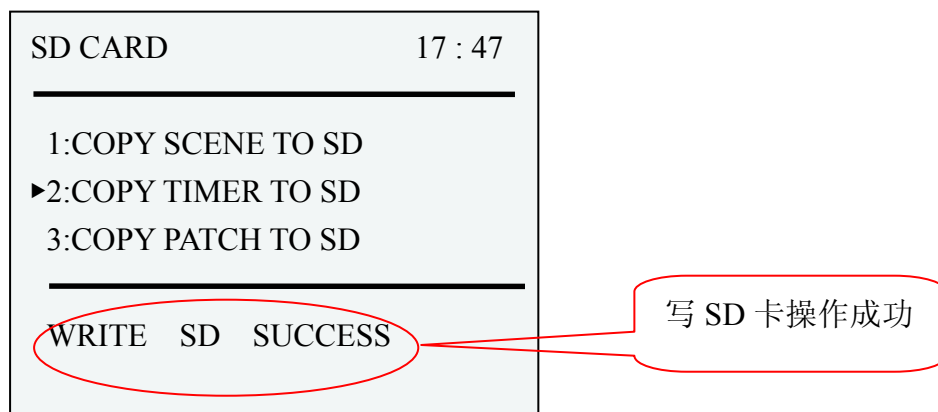 SD CARD 17 : 47
1:COPY SCENE TO SD
▶2:COPY TIMER TO SD
3:COPY PATCH TO SD
WRITE SD SUCCESS
写 SD 卡操作成功